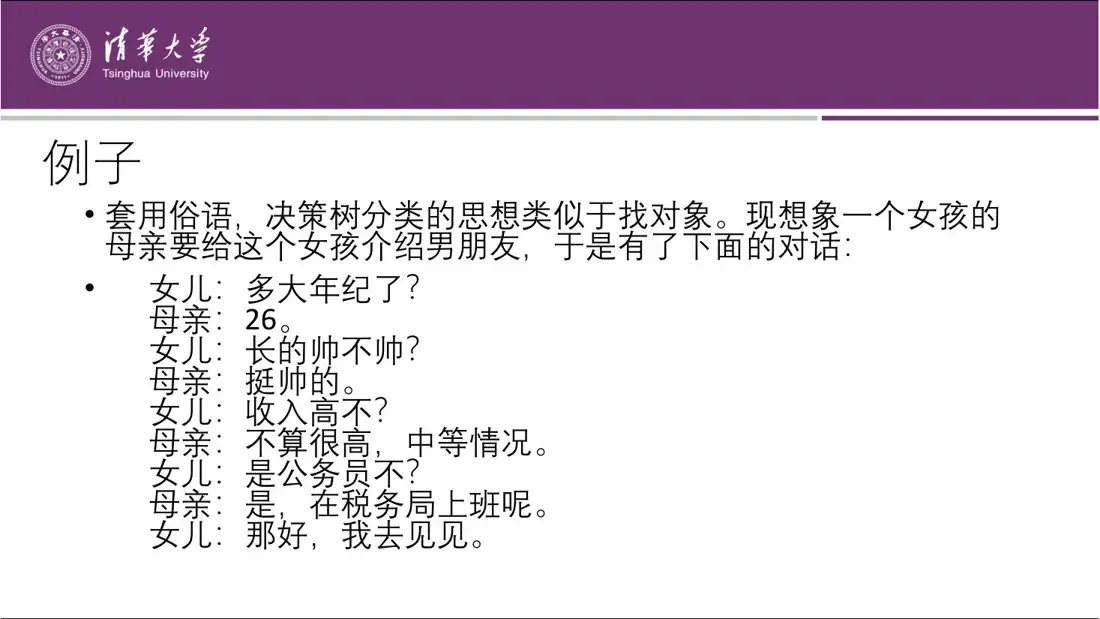 清华大学
Tsinghua University
例子
• 套用俗语，决策树分类的思想类似于找对象。现想象一个女孩的
母亲要给这个女孩介绍男朋友，于是有了下面的对话：
• 女儿：多大年纪了？
母亲：26。
女儿：长的帅不帅？
母亲：挺帅的。
女儿：收入高不？
母亲：不算很高，中等情况。
女儿：是公务员不？
母亲：是，在税务局上班呢。
女儿：那好，我去见见。